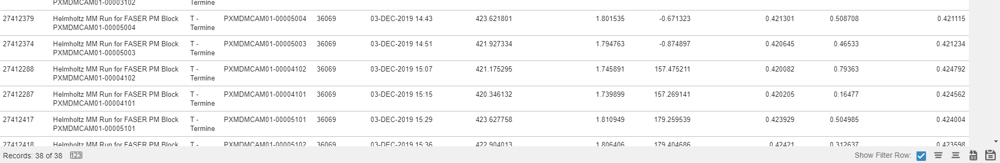 PXMDMCAM01-00003102 Termine
27412379 Helmholtz MM Run for FASER PM Block T - PXMDMCAM01-00005004 36069 03-DEC-2019 14:43 423.621801 1.801535 -0.671323 0.421301 0.508708 0.421115
PXMDMCAM01-00005004 Termine
27412374 Helmholtz MM Run for FASER PM Block T - PXMDMCAM01-00005003 36069 03-DEC-2019 14:51 421.927334 1.794763 -0.874897 0.420645 0.46533 0.421234
PXMDMCAM01-00005003 Termine
27412288 Helmholtz MM Run for FASER PM Block T - PXMDMCAM01-00004102 36069 03-DEC-2019 15:07 421.175295 1.745891 157.475211 0.420082 0.79363 0.424792
PXMDMCAM01-00004102 Termine
27412287 Helmholtz MM Run for FASER PM Block T - PXMDMCAM01-00004101 36069 03-DEC-2019 15:15 420.346132 1.739899 157.269141 0.420205 0.16477 0.424562
PXMDMCAM01-00004101 Termine
27412417 Helmholtz MM Run for FASER PM Block T - PXMDMCAM01-00005101 36069 03-DEC-2019 15:29 423.627758 1.810949 179.259539 0.423929 0.504985 0.424004
PXMDMCAM01-00005101 Termine
27412418 Helmholtz MM Run for FASER PM Block T - PXMDMCAM01-00005102 36069 03-DEC-2019 15:36 422.904013 1.806406 179.404686 0.42421 0.312637 0.423598
Records: 38 of 38 123 Show Filter Row: